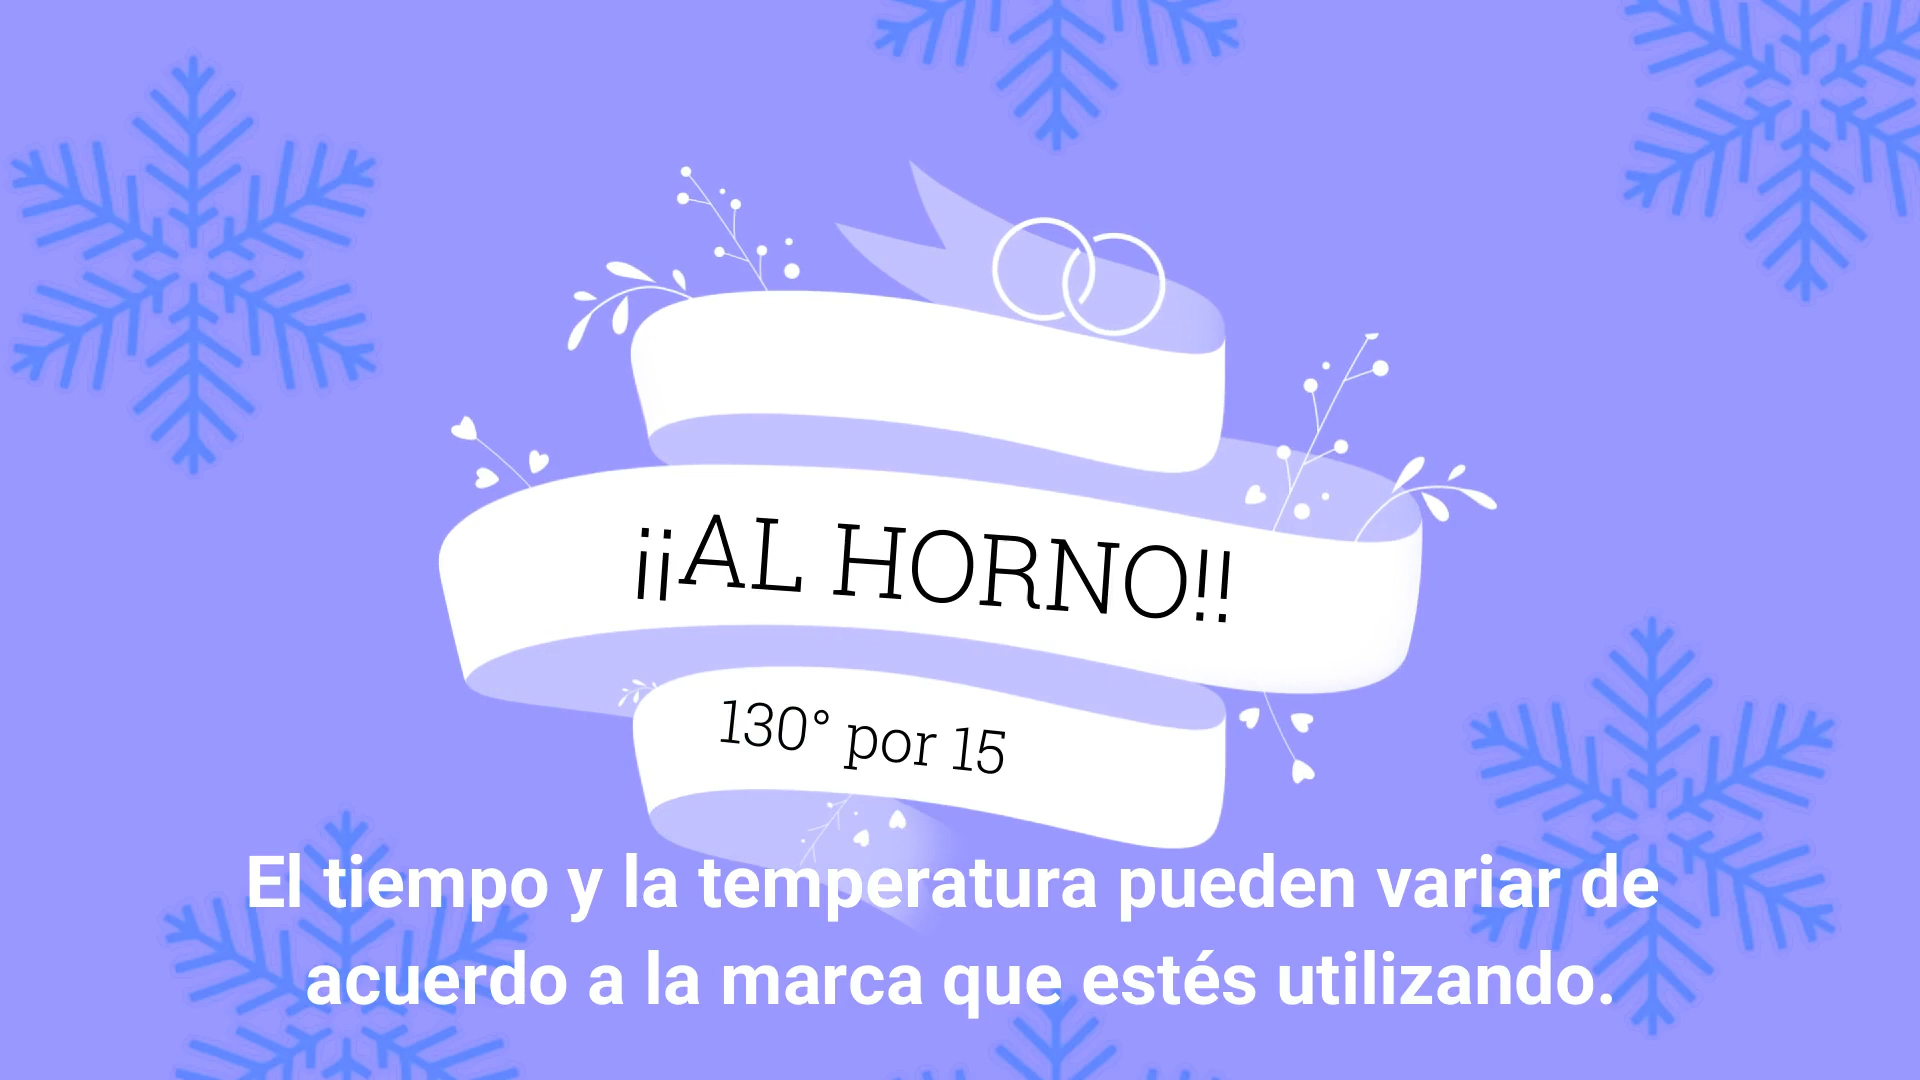 ¡¡AL HORNO!!
130° por 15
El tiempo y la temperatura pueden variar de
acuerdo a la marca que estés utilizando.